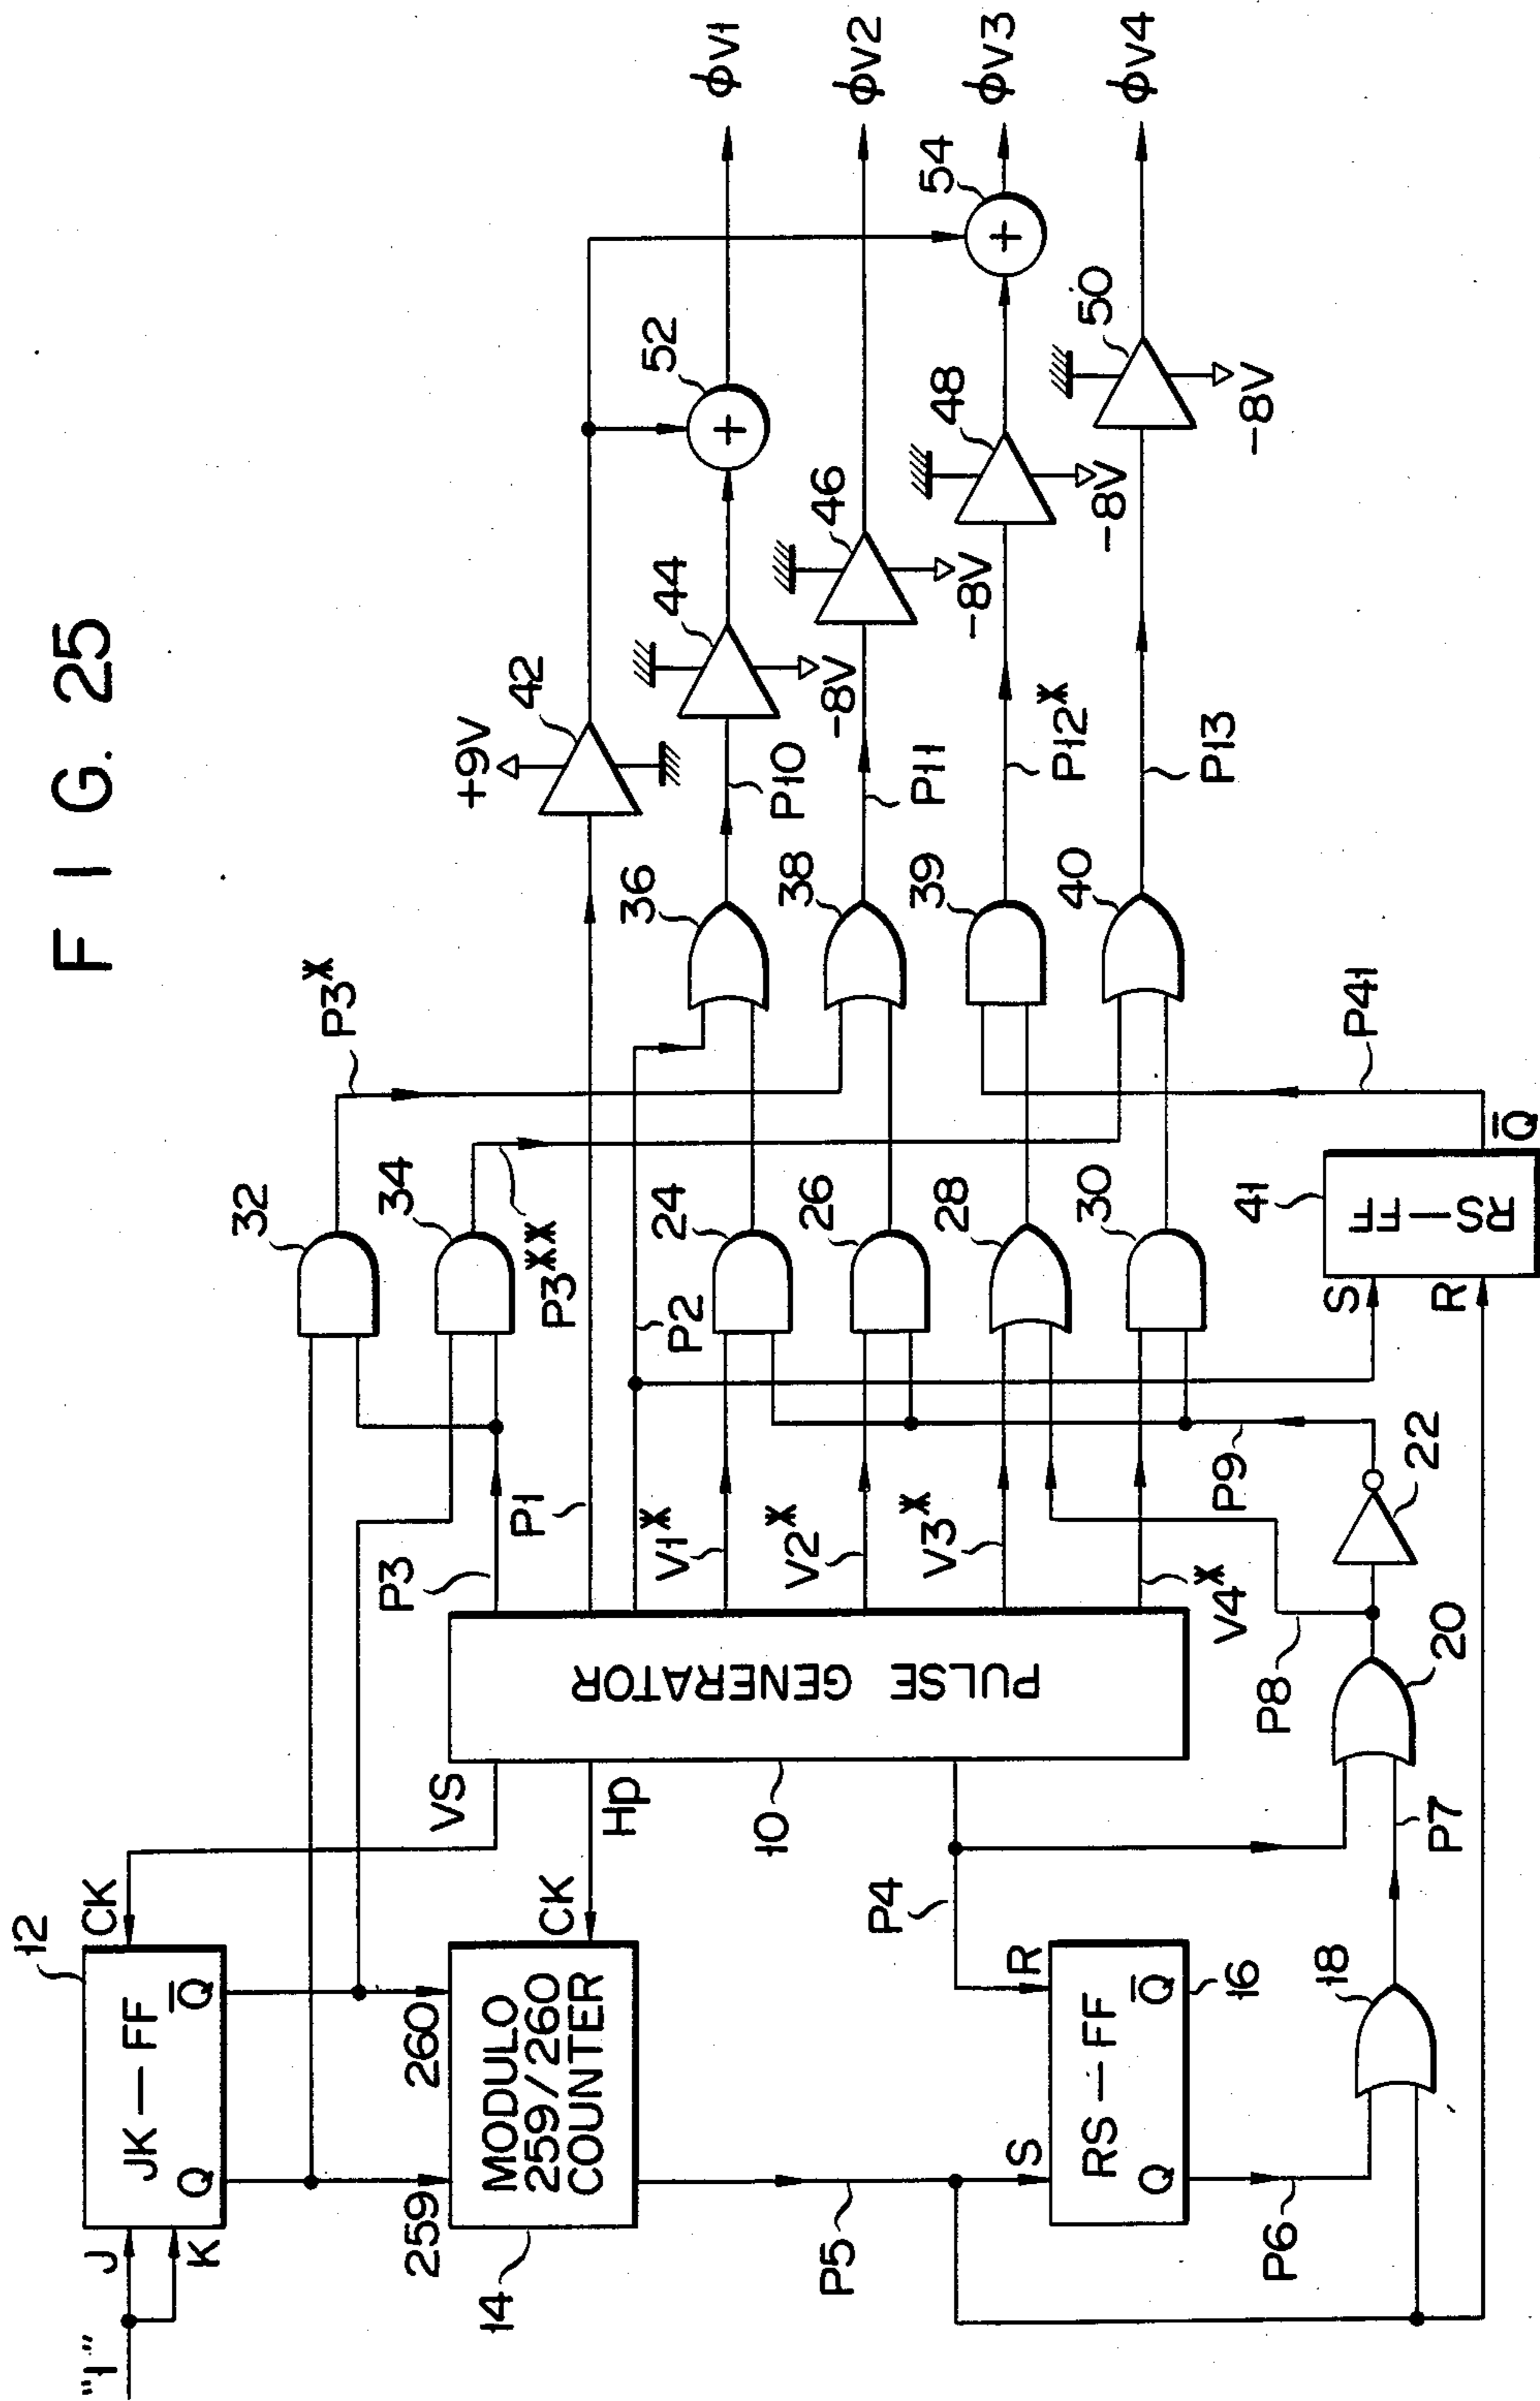 FIG. 25
"1"
J
K
12
CK
JK-FF
Q
Q̄
259
260
14
MODULO
259/260
COUNTER
CK
VS
Hp
10
PULSE GENERATOR
P5
P4
S
R
RS-FF
Q
Q̄
16
P6
18
P7
20
P8
22
P9
P3
P1
P2
V1*
V2*
V3*
V4*
32
34
P3*
P3**
24
26
28
30
S
R
41
RS-FF
Q̄
P41
36
38
39
40
P10
P11
P12*
P13
+9V
42
44
-8V
46
-8V
48
-8V
50
-8V
52
54
ϕV1
ϕV2
ϕV3
ϕV4